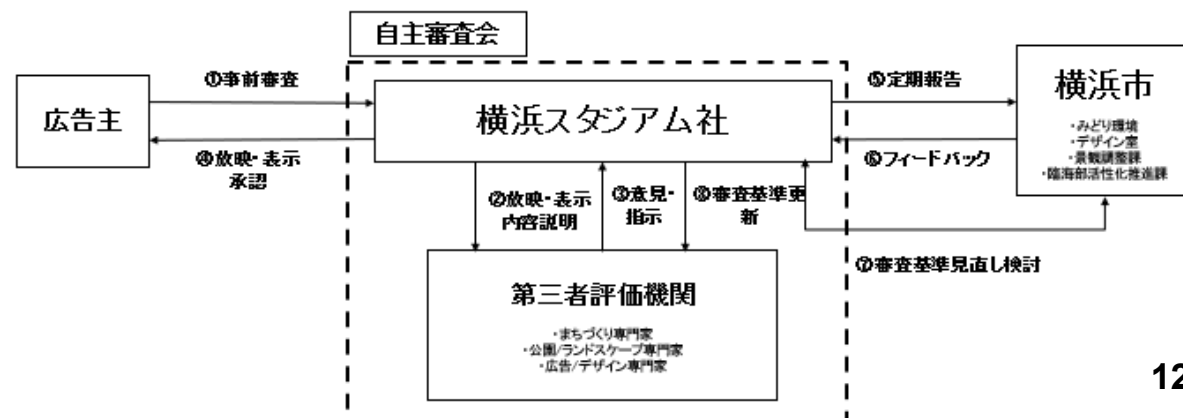 自主審査会
広告主
①事前審査
④放映・表示
承認
横浜スタジアム社
⑤定期報告
⑥フィードバック
横浜市
・みどり環境
・デザイン室
・景観調整課
・臨海部活性化推進課
②放映・表示
内容説明
③意見・
指示
⑧審査基準更
新
⑦審査基準見直し検討
第三者評価機関
・まちづくり専門家
・公園/ランドスケープ専門家
・広告/デザイン専門家
12